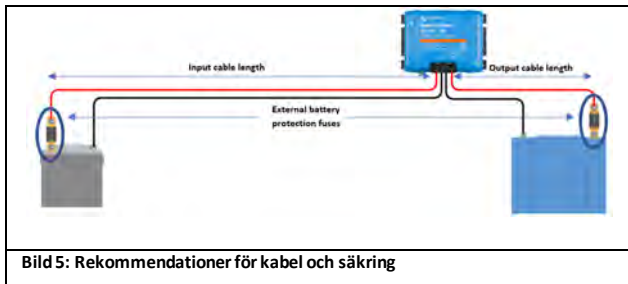 Input cable length
Output cable length
External battery
protection fuses
Bild 5: Rekommendationer för kabel och säkring